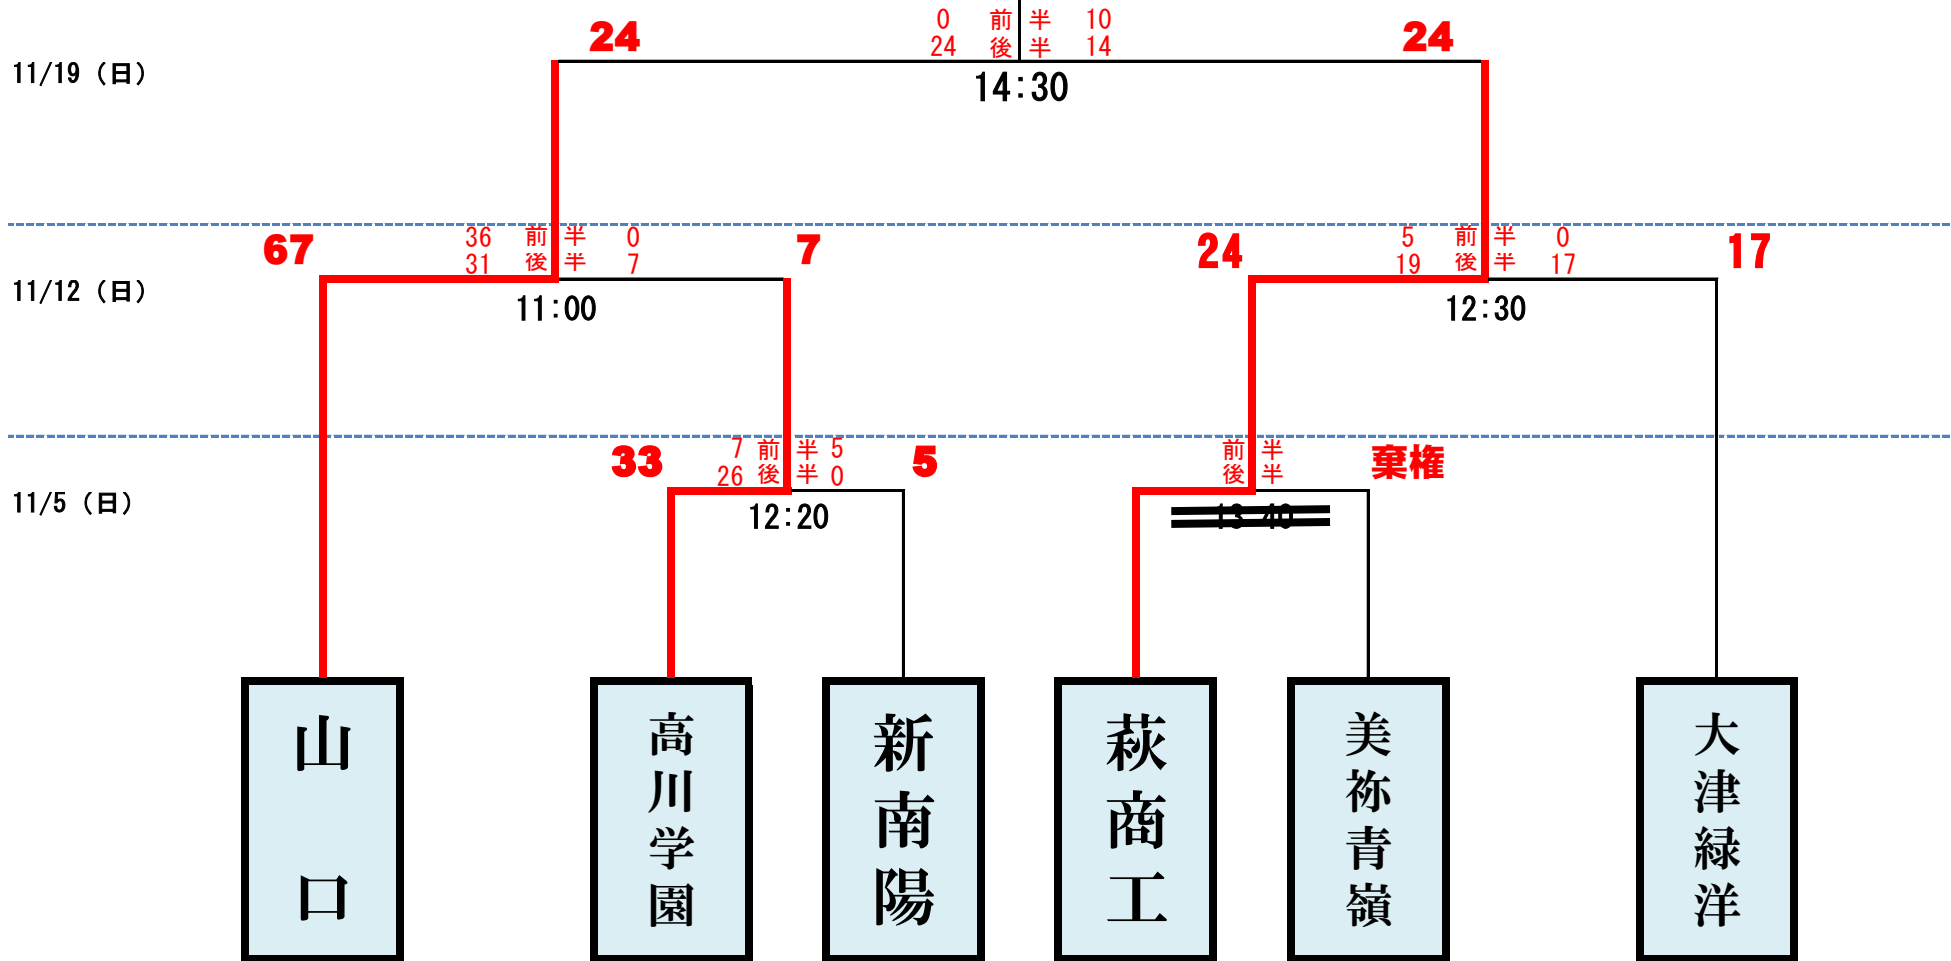 24 0 前半 10 24
24 後半 14
11/19（日）
14:30
67 36 前半 0 7 24 5 前半 0 17
31 後半 7 19 後半 17
11/12（日）
11:00 12:30
33 7 前半 5 5 前半 棄権
26 後半 0 後半
11/5（日）
12:20 13:40
山口
高川学園
新南陽
萩商工
美祢青嶺
大津緑洋